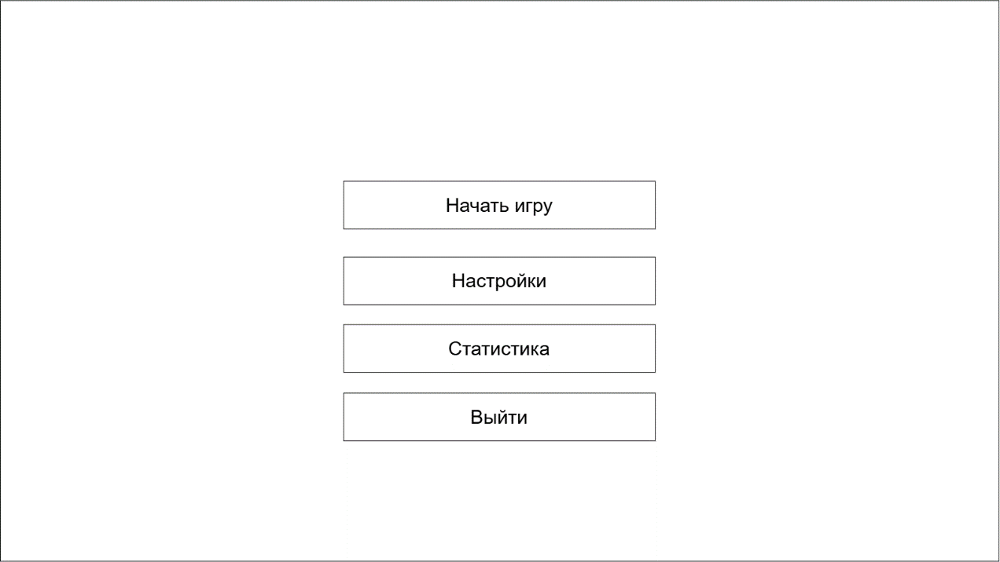 Начать игру
Настройки
Статистика
Выйти